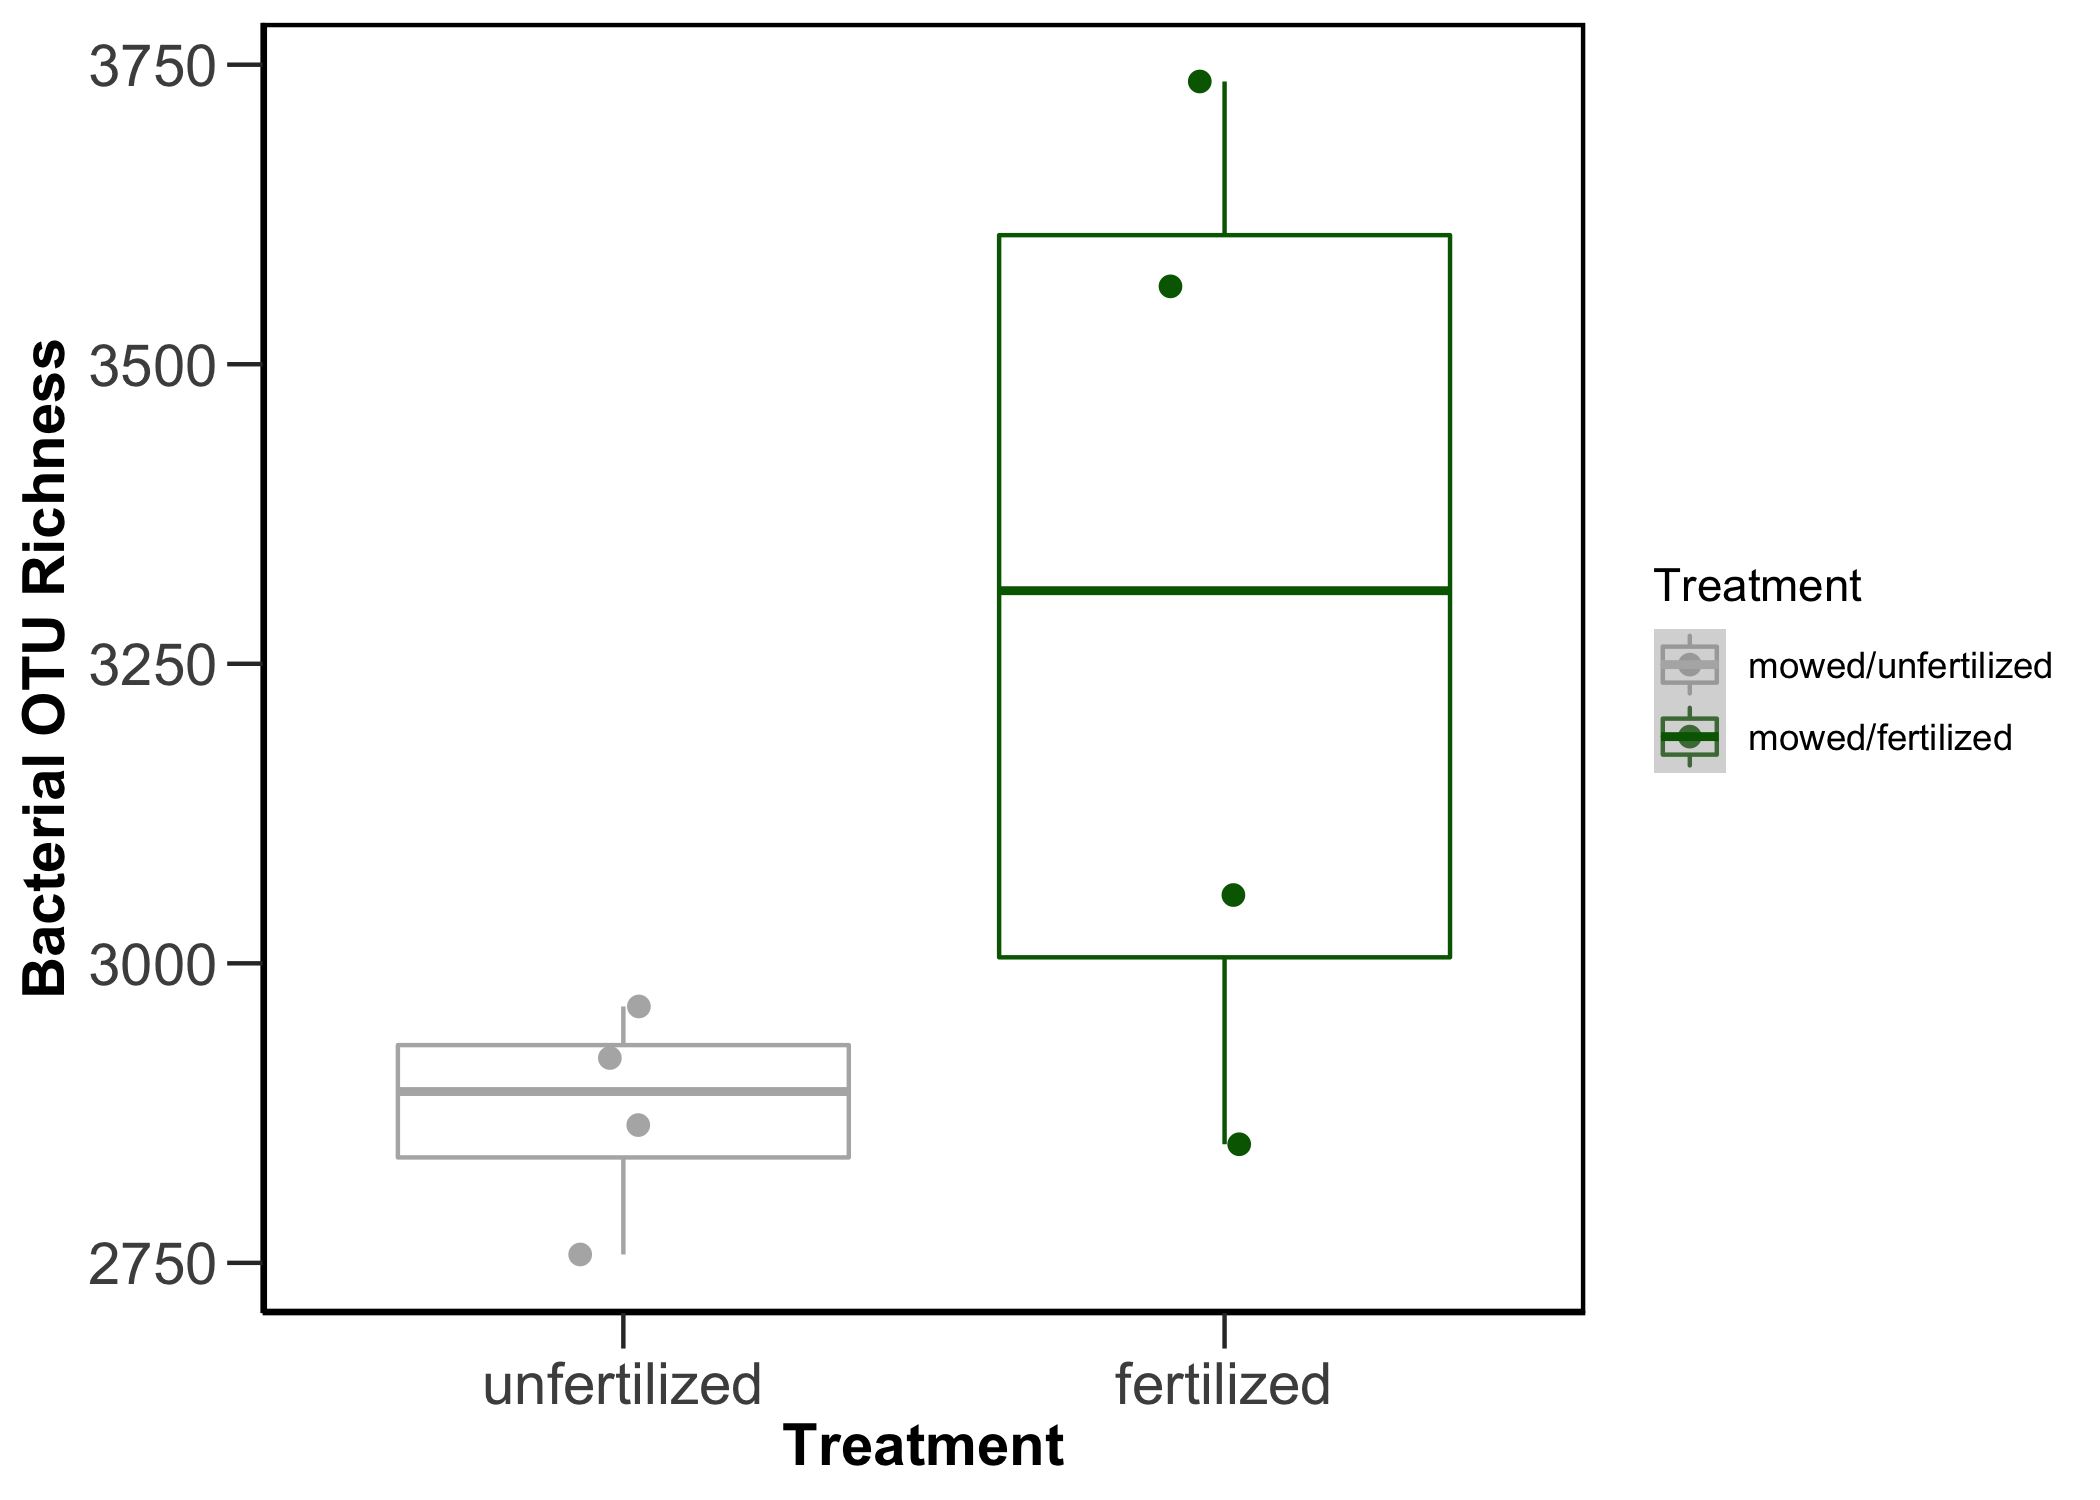 3750
3500
3250
3000
2750
Bacterial OTU Richness
unfertilized
fertilized
Treatment
Treatment
mowed/unfertilized
mowed/fertilized